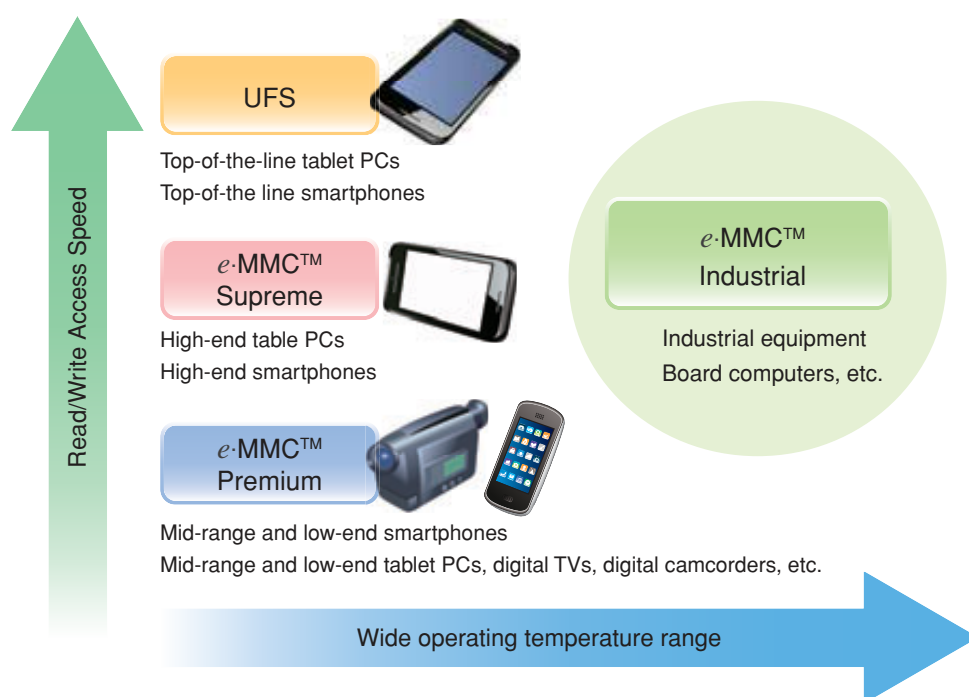 UFS
Top-of-the-line tablet PCs
Top-of-the line smartphones
e·MMC™
Supreme
High-end table PCs
High-end smartphones
e·MMC™
Premium
Mid-range and low-end smartphones
Mid-range and low-end tablet PCs, digital TVs, digital camcorders, etc.
e·MMC™
Industrial
Industrial equipment
Board computers, etc.
Read/Write Access Speed
Wide operating temperature range